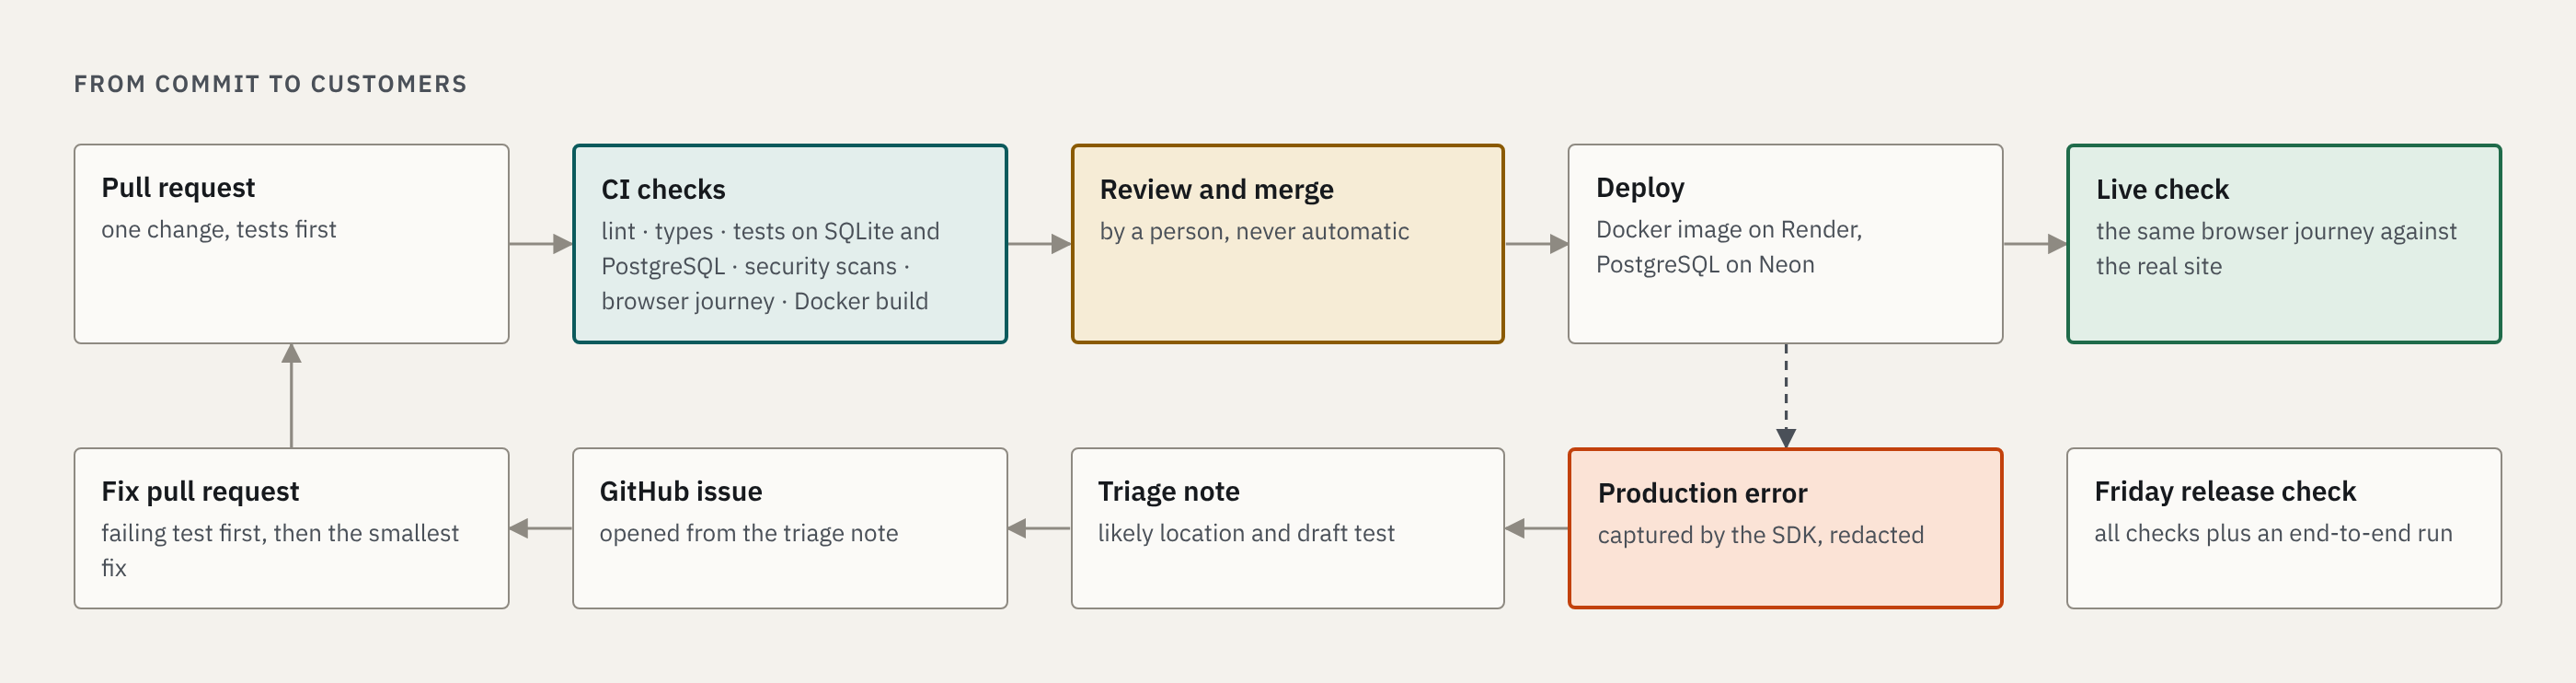 FROM COMMIT TO CUSTOMERS
Pull request
one change, tests first
CI checks
lint · types · tests on SQLite and
PostgreSQL · security scans ·
browser journey · Docker build
Review and merge
by a person, never automatic
Deploy
Docker image on Render,
PostgreSQL on Neon
Live check
the same browser journey against
the real site
Fix pull request
failing test first, then the smallest
fix
GitHub issue
opened from the triage note
Triage note
likely location and draft test
Production error
captured by the SDK, redacted
Friday release check
all checks plus an end-to-end run